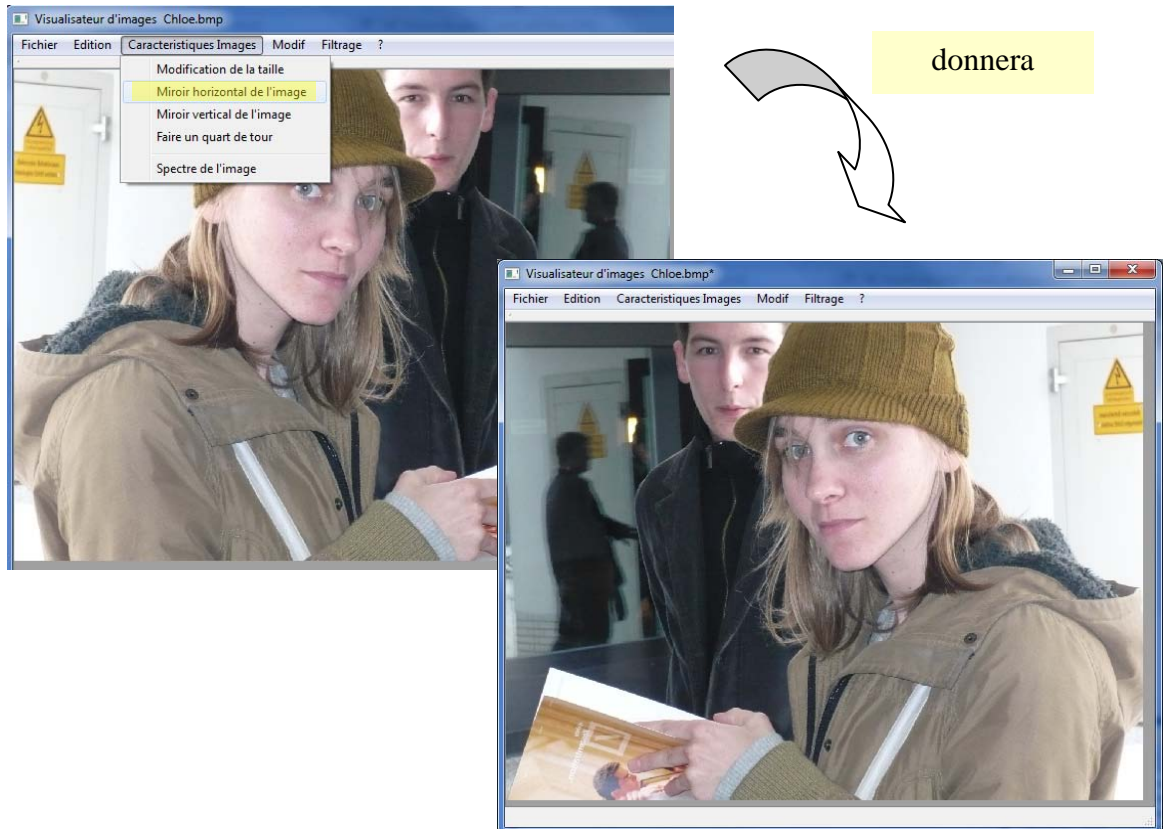 Visualisateur d'images Chloe.bmp
Fichier Edition Caracteristiques Images Modif Filtrage ?
Modification de la taille
Miroir horizontal de l'image
Miroir vertical de l'image
Faire un quart de tour
Spectre de l'image
donnera
Visualisateur d'images Chloe.bmp*
Fichier Edition Caracteristiques Images Modif Filtrage ?